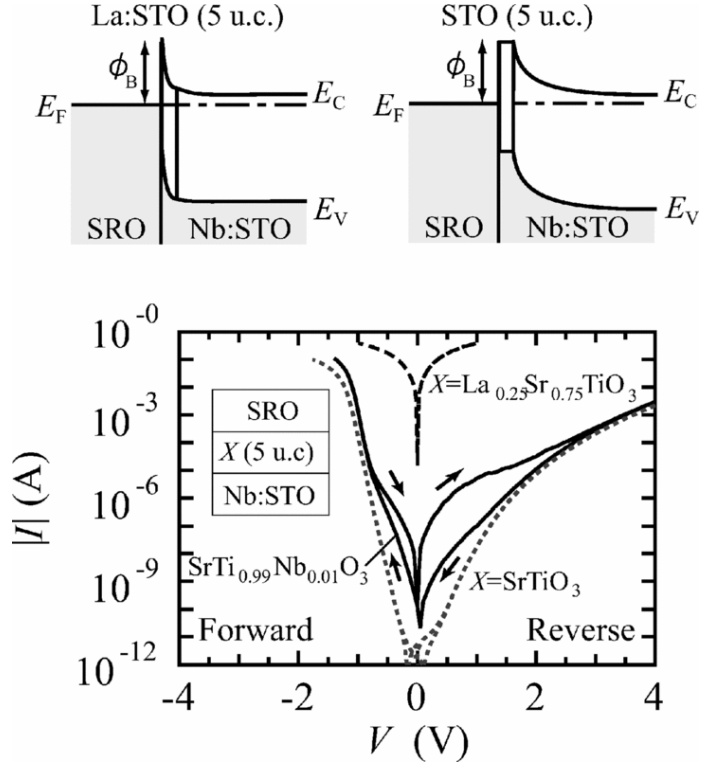 La:STO (5 u.c.)
STO (5 u.c.)
ϕB
EF
EC
EV
SRO
Nb:STO
ϕB
EF
EC
EV
SRO
Nb:STO
10^-0
10^-3
10^-6
10^-9
10^-12
|I| (A)
X=La0.25Sr0.75TiO3
SRO
X (5 u.c)
Nb:STO
SrTi0.99Nb0.01O3
X=SrTiO3
Forward
Reverse
-4
-2
0
2
4
V (V)